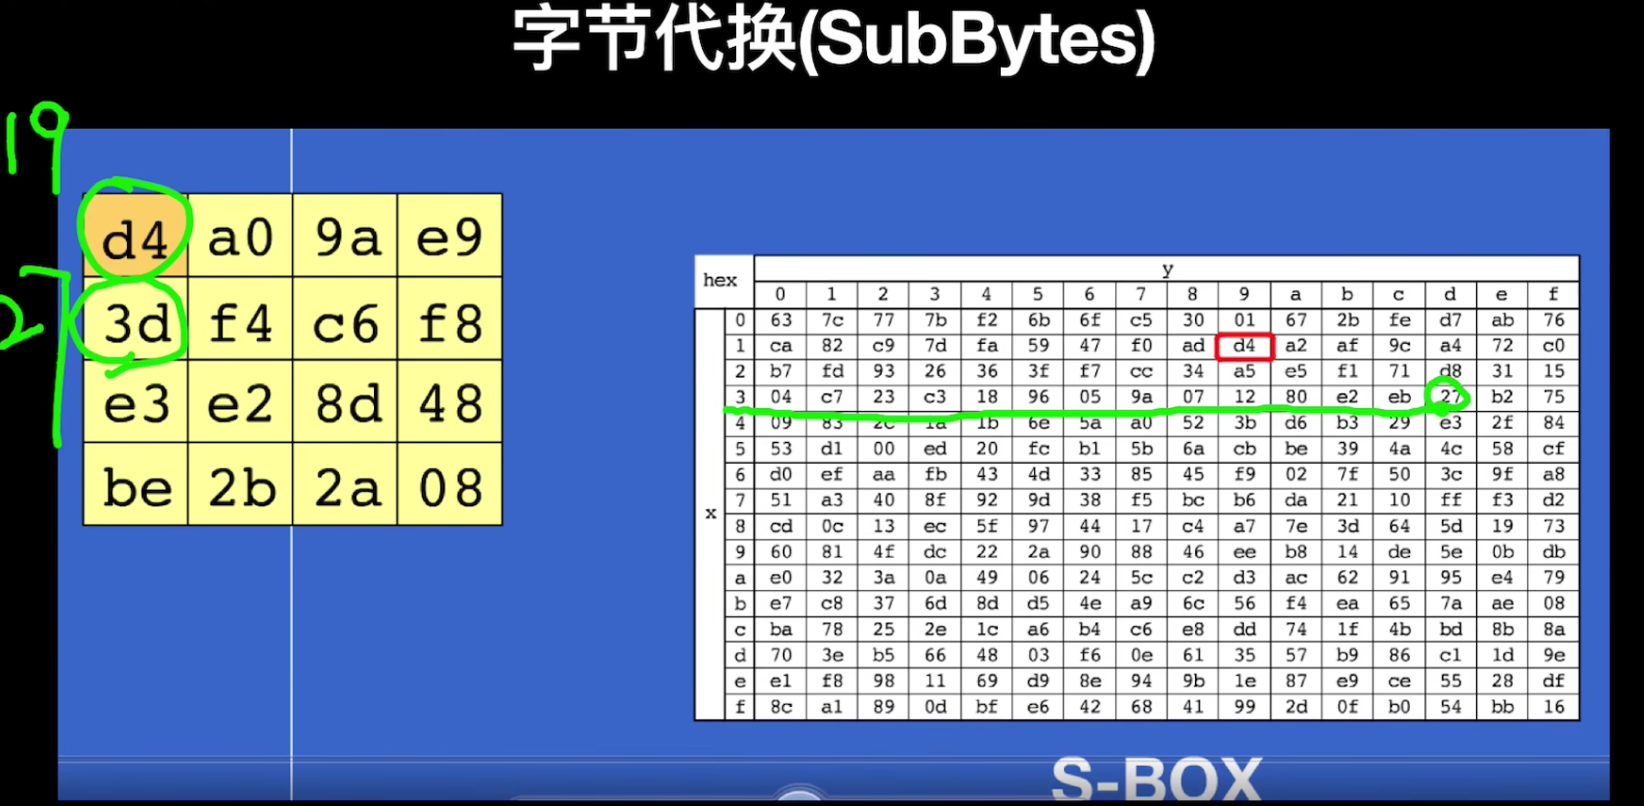 字节代换(SubBytes)
19
d4 a0 9a e9
3d f4 c6 f8
27
e3 e2 8d 48
be 2b 2a 08
hex y
0 1 2 3 4 5 6 7 8 9 a b c d e f
0 63 7c 77 7b f2 6b 6f c5 30 01 67 2b fe d7 ab 76
1 ca 82 c9 7d fa 59 47 f0 ad d4 a2 af 9c a4 72 c0
2 b7 fd 93 26 36 3f f7 cc 34 a5 e5 f1 71 d8 31 15
3 04 c7 23 c3 18 96 05 9a 07 12 80 e2 eb 27 b2 75
4 09 83 2c 1a 1b 6e 5a a0 52 3b d6 b3 29 e3 2f 84
5 53 d1 00 ed 20 fc b1 5b 6a cb be 39 4a 4c 58 cf
6 d0 ef aa fb 43 4d 33 85 45 f9 02 7f 50 3c 9f a8
x
7 51 a3 40 8f 92 9d 38 f5 bc b6 da 21 10 ff f3 d2
8 cd 0c 13 ec 5f 97 44 17 c4 a7 7e 3d 64 5d 19 73
9 60 81 4f dc 22 2a 90 88 46 ee b8 14 de 5e 0b db
a e0 32 3a 0a 49 06 24 5c c2 d3 ac 62 91 95 e4 79
b e7 c8 37 6d 8d d5 4e a9 6c 56 f4 ea 65 7a ae 08
c ba 78 25 2e 1c a6 b4 c6 e8 dd 74 1f 4b bd 8b 8a
d 70 3e b5 66 48 03 f6 0e 61 35 57 b9 86 c1 1d 9e
e e1 f8 98 11 69 d9 8e 94 9b 1e 87 e9 ce 55 28 df
f 8c a1 89 0d bf e6 42 68 41 99 2d 0f b0 54 bb 16
S-BOX